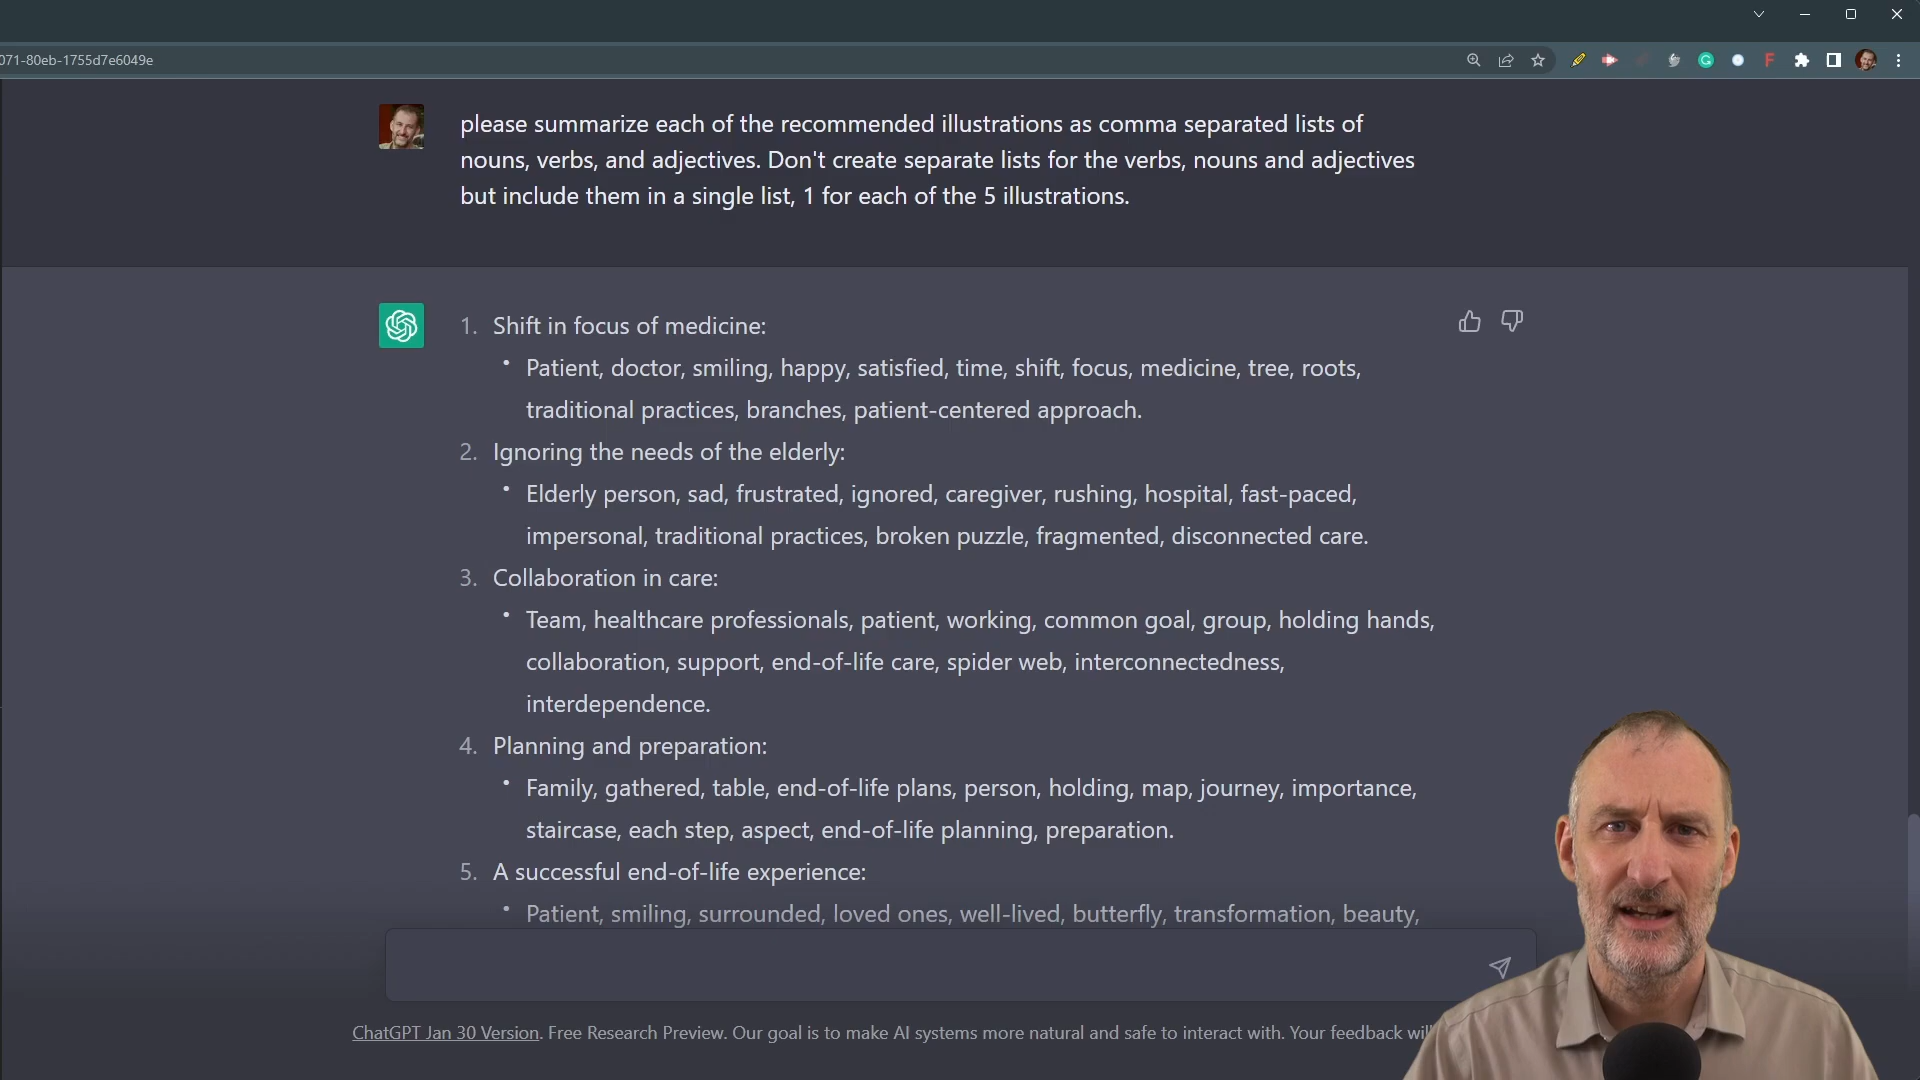 071-80eb-1755d7e6049e
please summarize each of the recommended illustrations as comma separated lists of
nouns, verbs, and adjectives. Don't create separate lists for the verbs, nouns and adjectives
but include them in a single list, 1 for each of the 5 illustrations.
1. Shift in focus of medicine:
• Patient, doctor, smiling, happy, satisfied, time, shift, focus, medicine, tree, roots,
traditional practices, branches, patient-centered approach.
2. Ignoring the needs of the elderly:
• Elderly person, sad, frustrated, ignored, caregiver, rushing, hospital, fast-paced,
impersonal, traditional practices, broken puzzle, fragmented, disconnected care.
3. Collaboration in care:
• Team, healthcare professionals, patient, working, common goal, group, holding hands,
collaboration, support, end-of-life care, spider web, interconnectedness,
interdependence.
4. Planning and preparation:
• Family, gathered, table, end-of-life plans, person, holding, map, journey, importance,
staircase, each step, aspect, end-of-life planning, preparation.
5. A successful end-of-life experience:
• Patient, smiling, surrounded, loved ones, well-lived, butterfly, transformation, beauty,
ChatGPT Jan 30 Version. Free Research Preview. Our goal is to make AI systems more natural and safe to interact with. Your feedback